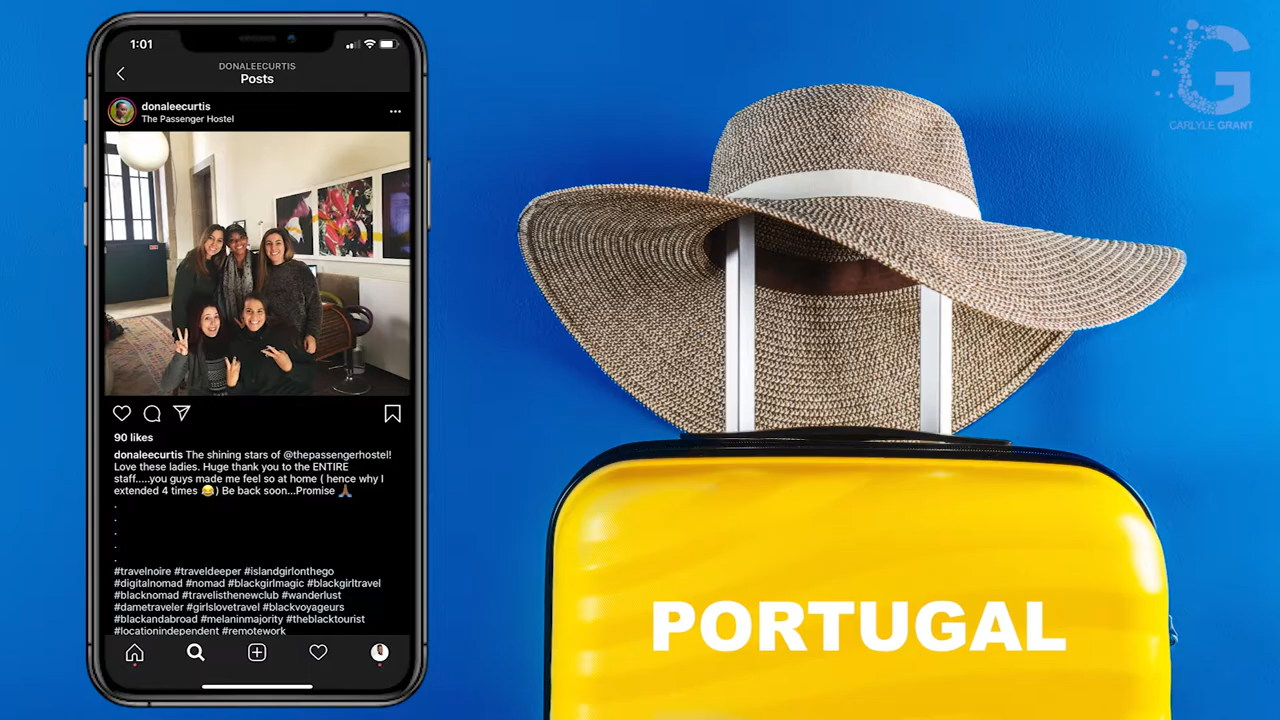 1:01
DONALEECURTIS
Posts
donaleecurtis
The Passenger Hostel
90 likes
donaleecurtis The shining stars of @thepassengerhostel!
Love these ladies. Huge thank you to the ENTIRE
staff.....you guys made me feel so at home ( hence why I
extended 4 times 😂) Be back soon...Promise 🙏🏾
.
.
.
.
.
#travelnoire #traveldeeper #islandgirlonthego
#digitalnomad #nomad #blackgirlmagic #blackgirltravel
#blacknomad #travelisthenewclub #wanderlust
#dametraveler #girlslovetravel #blackvoyageurs
#blackandabroad #melaninmajority #theblacktourist
#locationindependent #remotework
PORTUGAL
G
CARLYLE GRANT